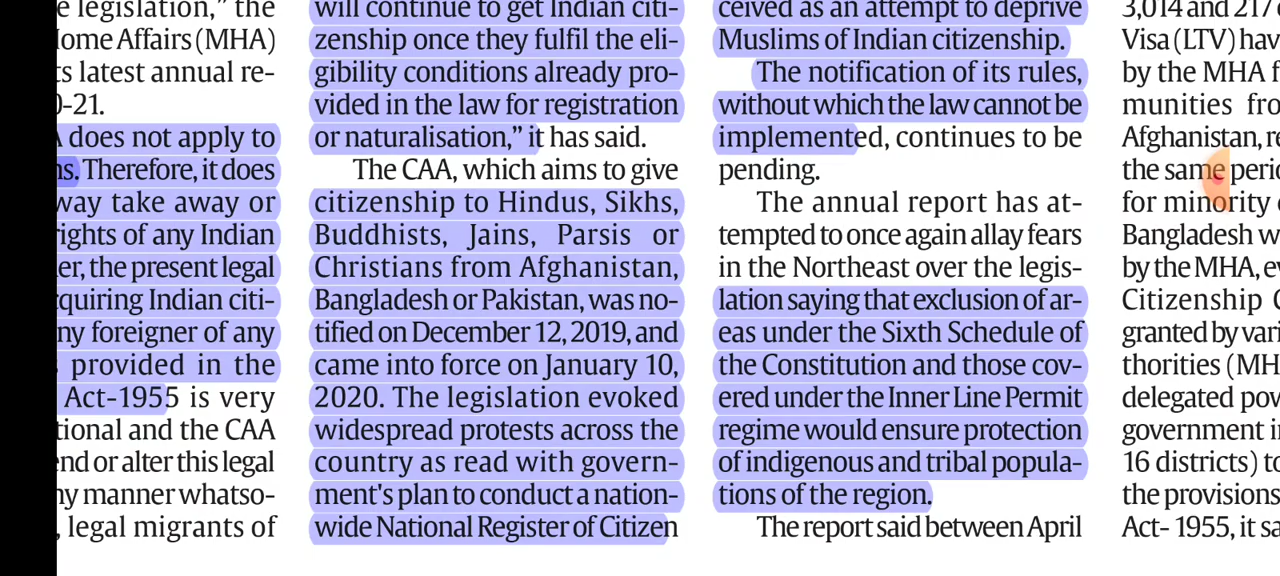 e legislation,” the
Home Affairs (MHA)
ts latest annual re-
0-21.
A does not apply to
ns. Therefore, it does
way take away or
rights of any Indian
er, the present legal
cquiring Indian citi-
ny foreigner of any
provided in the
Act-1955 is very
tional and the CAA
end or alter this legal
ny manner whatso-
, legal migrants of
will continue to get Indian citi-
zenship once they fulfil the eli-
gibility conditions already pro-
vided in the law for registration
or naturalisation,” it has said.
The CAA, which aims to give
citizenship to Hindus, Sikhs,
Buddhists, Jains, Parsis or
Christians from Afghanistan,
Bangladesh or Pakistan, was no-
tified on December 12, 2019, and
came into force on January 10,
2020. The legislation evoked
widespread protests across the
country as read with govern-
ment's plan to conduct a nation-
wide National Register of Citizen
ceived as an attempt to deprive
Muslims of Indian citizenship.
The notification of its rules,
without which the law cannot be
implemented, continues to be
pending.
The annual report has at-
tempted to once again allay fears
in the Northeast over the legis-
lation saying that exclusion of ar-
eas under the Sixth Schedule of
the Constitution and those cov-
ered under the Inner Line Permit
regime would ensure protection
of indigenous and tribal popula-
tions of the region.
The report said between April
3,014 and 217
Visa (LTV) hav
by the MHA f
munities fro
Afghanistan, re
the same perio
for minority
Bangladesh w
by the MHA, ev
Citizenship
granted by vari
thorities (MH
delegated pow
government i
16 districts) to
the provisions
Act- 1955, it sa